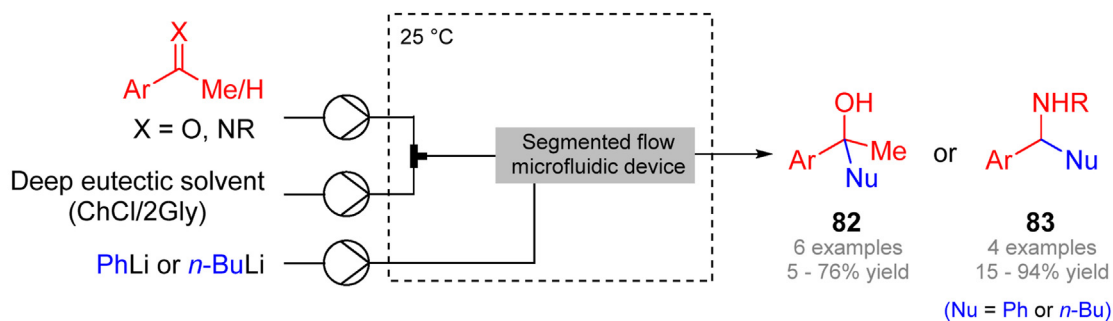 25 °C
X
Ar
Me/H
X = O, NR
Deep eutectic solvent
(ChCl/2Gly)
PhLi or n-BuLi
Segmented flow
microfluidic device
OH
Ar
Me
Nu
82
6 examples
5 - 76% yield
or
NHR
Ar
Nu
83
4 examples
15 - 94% yield
(Nu = Ph or n-Bu)